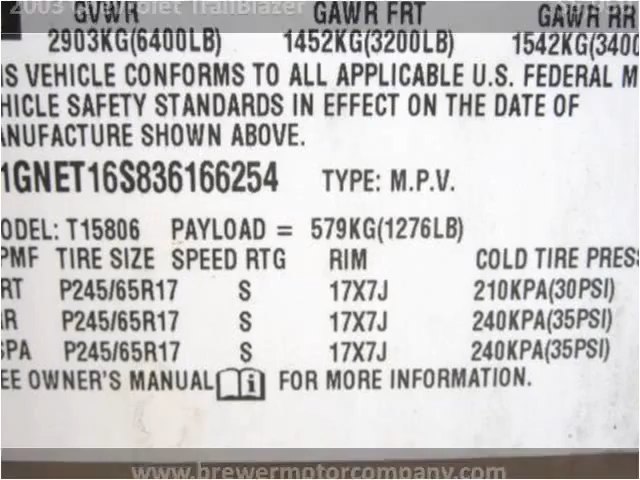 2003 Chevrolet TrailBlazer
GVWR GAWR FRT GAWR RR
2903KG(6400LB) 1452KG(3200LB) 1542KG(3400
S VEHICLE CONFORMS TO ALL APPLICABLE U.S. FEDERAL M
HICLE SAFETY STANDARDS IN EFFECT ON THE DATE OF
ANUFACTURE SHOWN ABOVE.
1GNET16S836166254 TYPE: M.P.V.
ODEL: T15806 PAYLOAD = 579KG(1276LB)
PMF TIRE SIZE SPEED RTG RIM COLD TIRE PRESS
RT P245/65R17 S 17X7J 210KPA(30PSI)
R P245/65R17 S 17X7J 240KPA(35PSI)
SPA P245/65R17 S 17X7J 240KPA(35PSI)
EE OWNER'S MANUAL FOR MORE INFORMATION.
www.brewermotorcompany.com